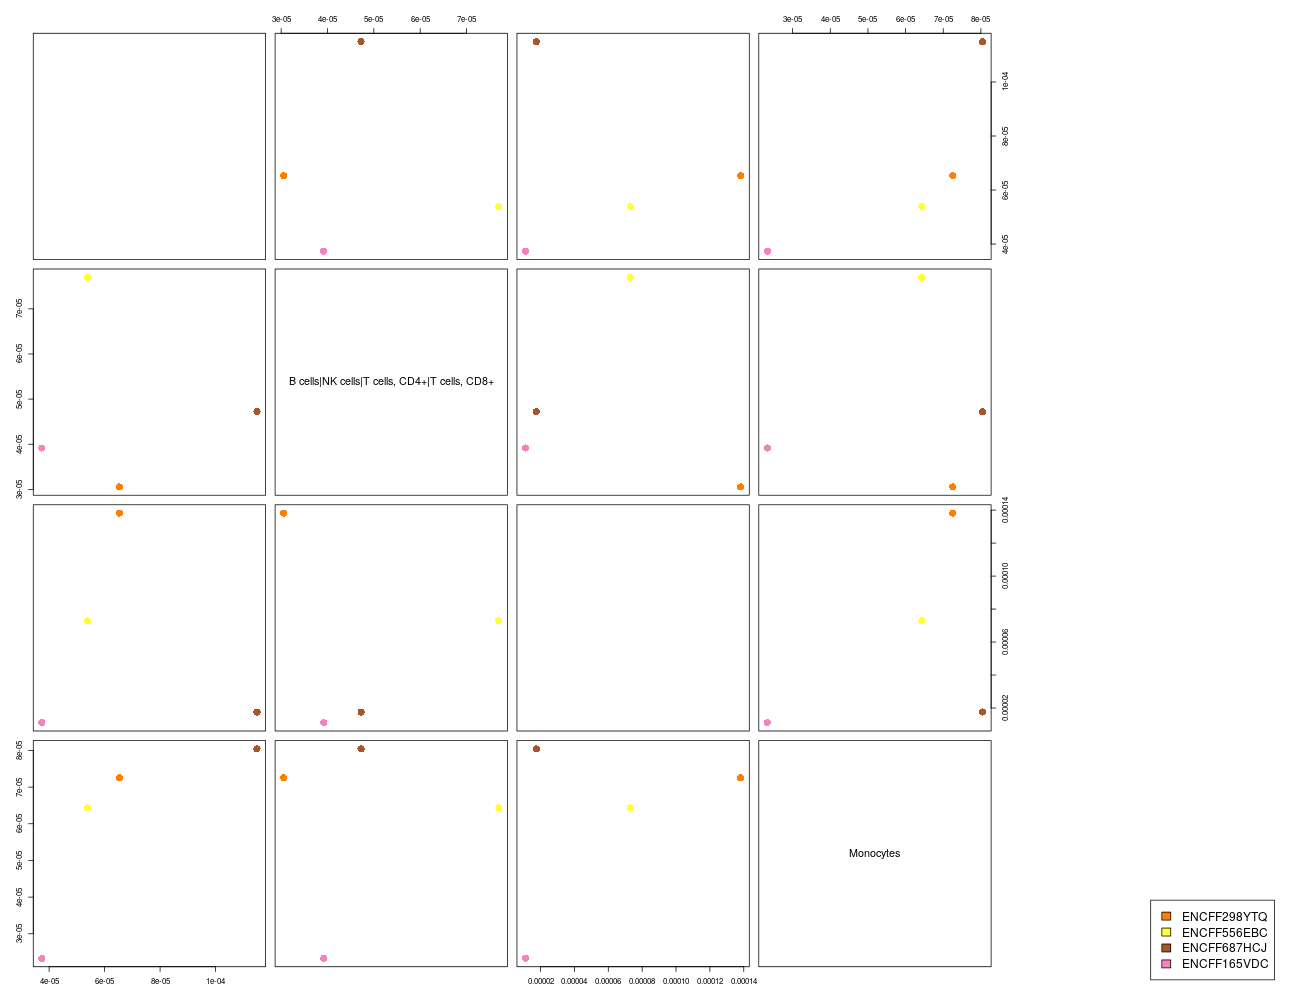 3e-05 4e-05 5e-05 6e-05 7e-05
3e-05 4e-05 5e-05 6e-05 7e-05 8e-05
4e-05 6e-05 8e-05 1e-04
3e-05 4e-05 5e-05 6e-05 7e-05
B cells|NK cells|T cells, CD4+|T cells, CD8+
0.00002 0.00006 0.00010 0.00014
3e-05 4e-05 5e-05 6e-05 7e-05 8e-05
Monocytes
4e-05 6e-05 8e-05 1e-04
0.00002 0.00004 0.00006 0.00008 0.00010 0.00012 0.00014
ENCFF298YTQ
ENCFF556EBC
ENCFF687HCJ
ENCFF165VDC